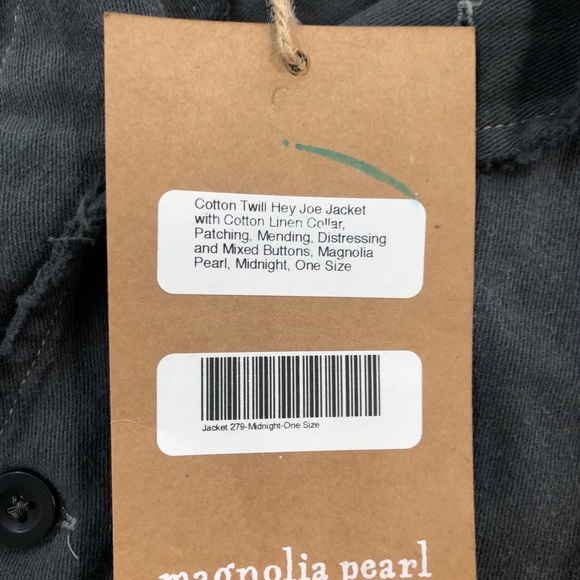 Cotton Twill Hey Joe Jacket
with Cotton Linen Collar,
Patching, Mending, Distressing
and Mixed Buttons, Magnolia
Pearl, Midnight, One Size
Jacket 279-Midnight-One Size
magnolia pearl